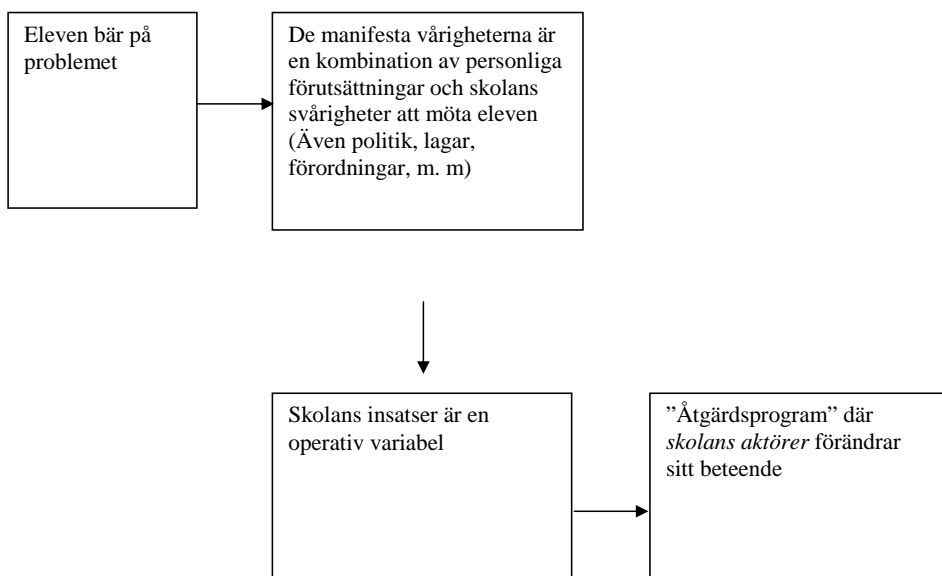 Eleven bär på
problemet
De manifesta vårigheterna är
en kombination av personliga
förutsättningar och skolans
svårigheter att möta eleven
(Även politik, lagar,
förordningar, m. m)
Skolans insatser är en
operativ variabel
”Åtgärdsprogram” där
skolans aktörer förändrar
sitt beteende